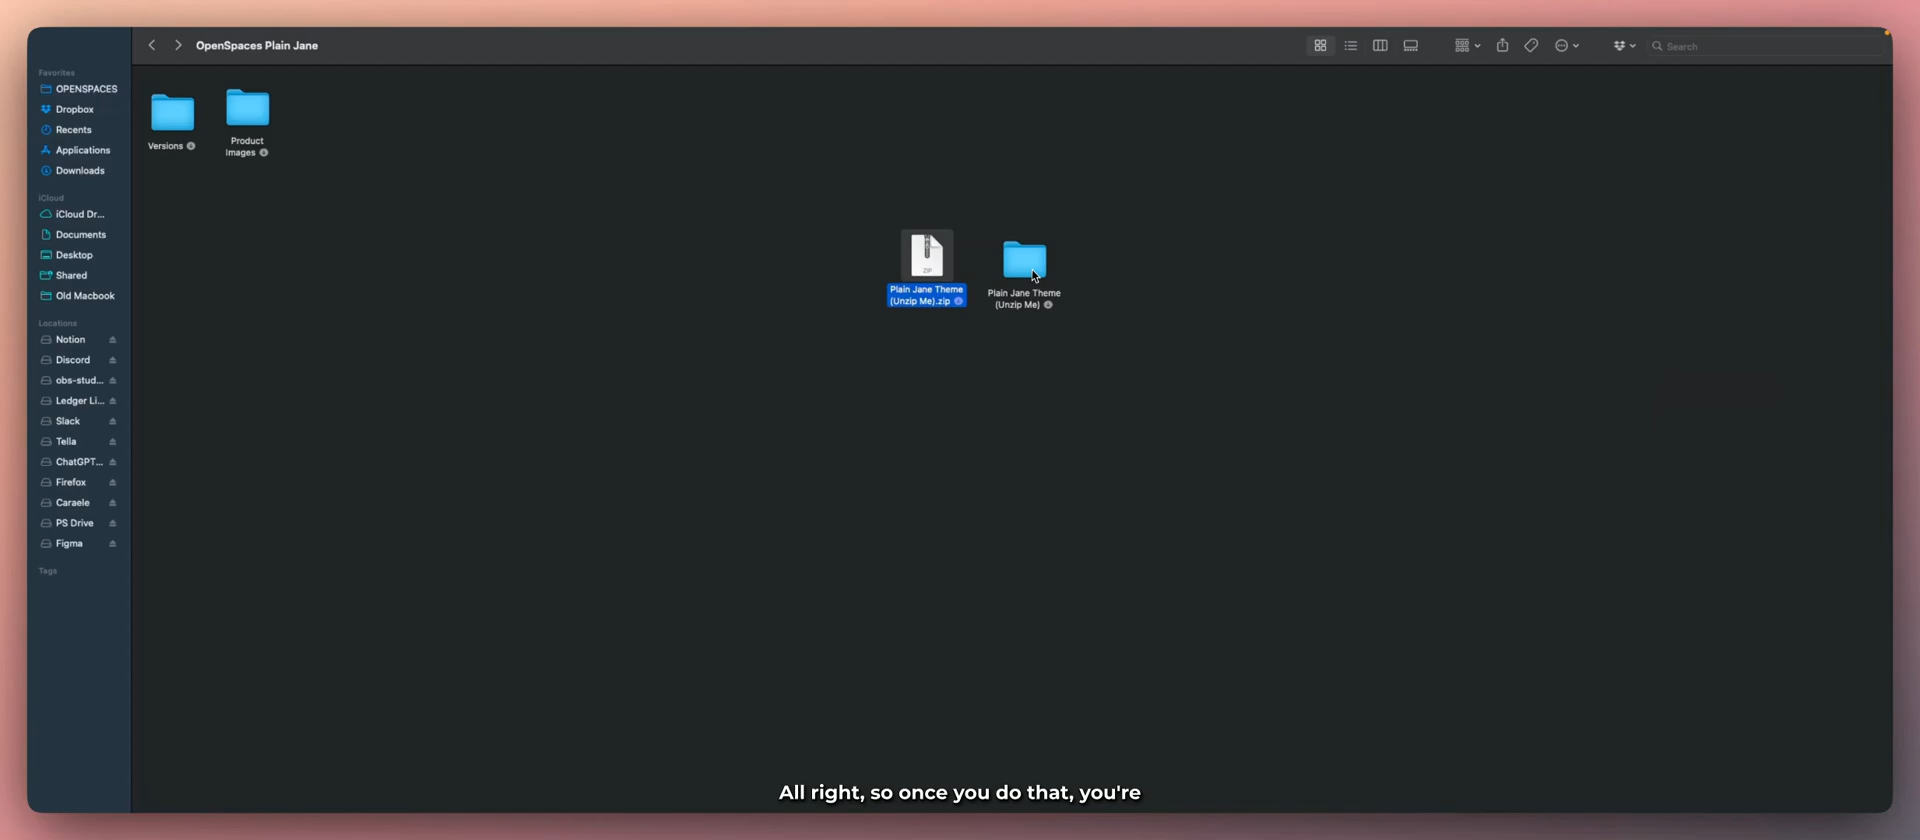 OpenSpaces Plain Jane
Search
Favorites
OPENSPACES
Dropbox
Recents
Applications
Downloads
iCloud
iCloud Dr...
Documents
Desktop
Shared
Old Macbook
Locations
Notion
Discord
obs-stud...
Ledger Li...
Slack
Tella
ChatGPT...
Firefox
Caraele
PS Drive
Figma
Tags
Versions
Product
Images
ZIP
Plain Jane Theme
(Unzip Me).zip
Plain Jane Theme
(Unzip Me)
All right, so once you do that, you're